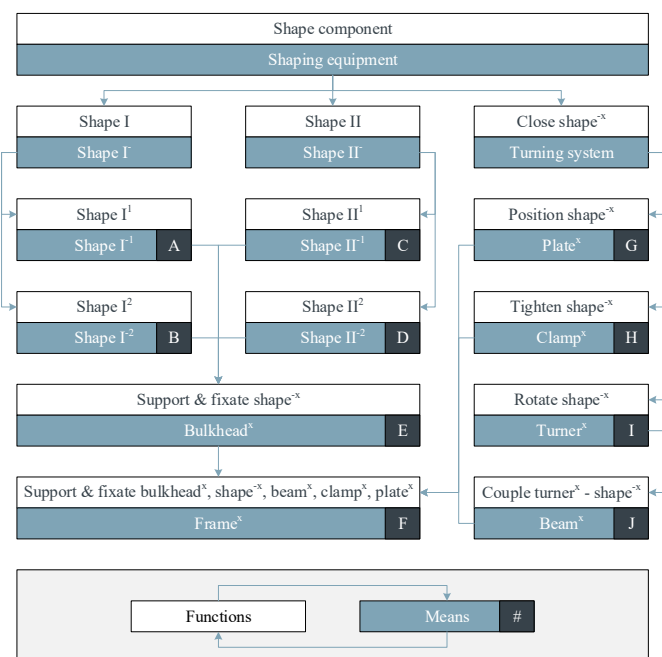 Shape component
Shaping equipment
Shape I
Shape I⁻
Shape II
Shape II⁻
Close shape⁻ˣ
Turning system
Shape I¹
Shape I⁻¹ A
Shape II¹
Shape II⁻¹ C
Position shape⁻ˣ
Plateˣ G
Shape I²
Shape I⁻² B
Shape II²
Shape II⁻² D
Tighten shape⁻ˣ
Clampˣ H
Support & fixate shape⁻ˣ
Bulkheadˣ E
Rotate shape⁻ˣ
Turnerˣ I
Support & fixate bulkheadˣ, shape⁻ˣ, beamˣ, clampˣ, plateˣ
Frameˣ F
Couple turnerˣ - shape⁻ˣ
Beamˣ J
Functions
Means #